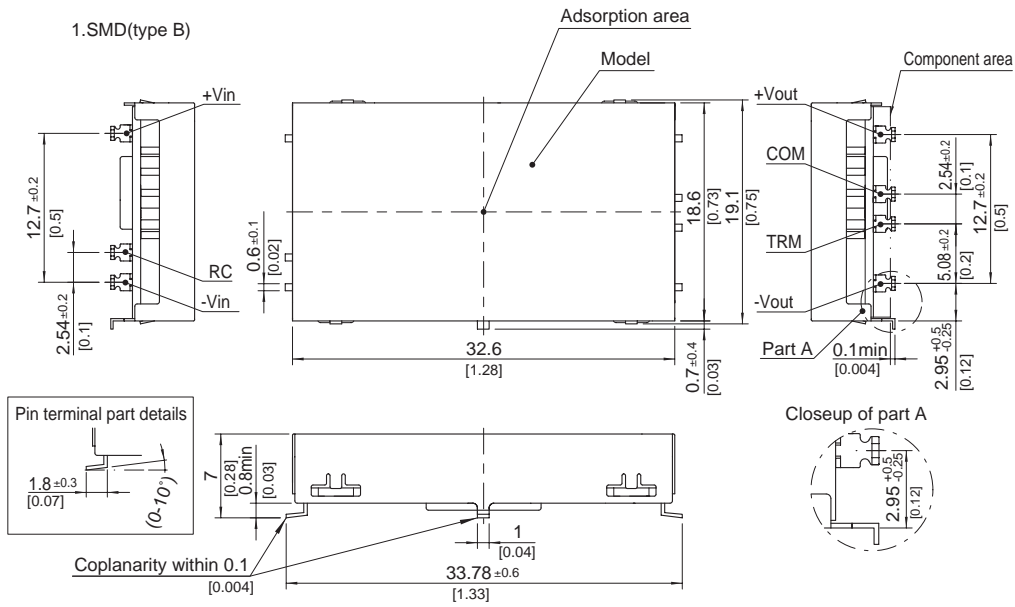 1.SMD(type B)
Adsorption area
Model
Component area
+Vin
RC
-Vin
12.7 ±0.2
[0.5]
2.54±0.2
[0.1]
0.6±0.1
[0.02]
18.6
[0.73]
19.1
[0.75]
32.6
[1.28]
0.7±0.4
[0.03]
+Vout
COM
TRM
-Vout
2.54±0.2
[0.1]
12.7±0.2
[0.5]
5.08±0.2
[0.2]
Part A
0.1min
[0.004]
2.95 +0.5 -0.25
[0.12]
Pin terminal part details
1.8±0.3
[0.07]
(0-10°)
7
[0.28]
0.8min
[0.03]
Coplanarity within 0.1
[0.004]
1
[0.04]
33.78±0.6
[1.33]
Closeup of part A
2.95 +0.5 -0.25
[0.12]